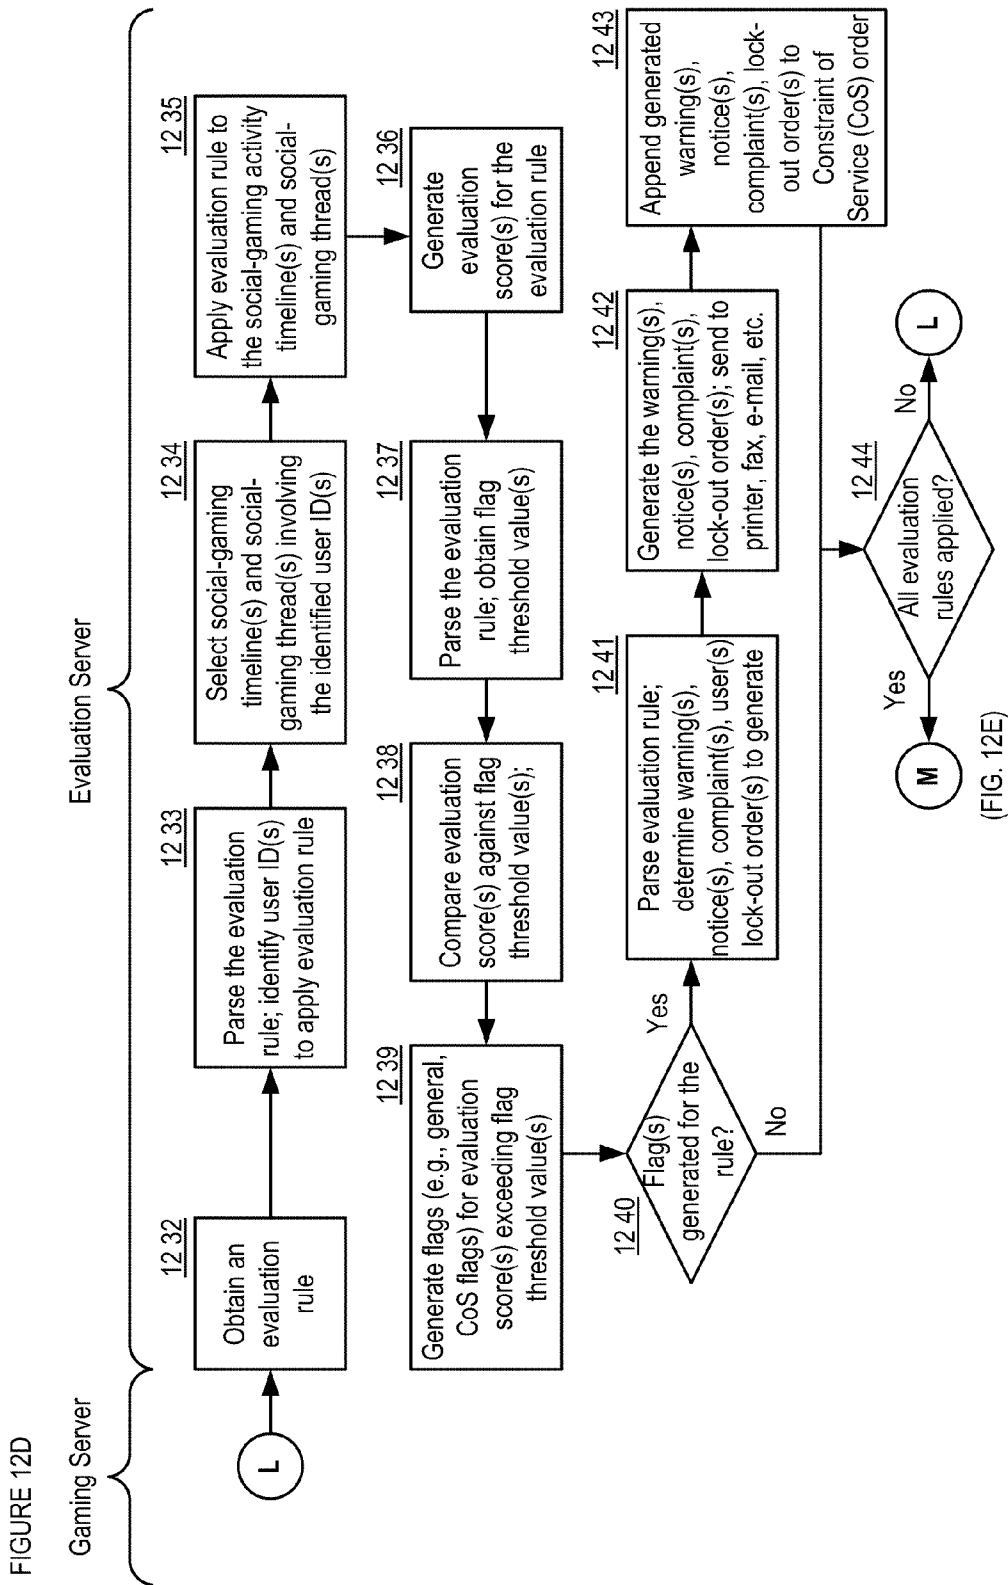 FIGURE 12D
Gaming Server
Evaluation Server
L
12 32
Obtain an
evaluation
rule
12 33
Parse the evaluation
rule; identify user ID(s)
to apply evaluation rule
12 34
Select social-gaming
timeline(s) and social-
gaming thread(s) involving
the identified user ID(s)
12 35
Apply evaluation rule to
the social-gaming activity
timeline(s) and social-
gaming thread(s)
12 36
Generate
evaluation
score(s) for the
evaluation rule
12 37
Parse the evaluation
rule; obtain flag
threshold value(s)
12 38
Compare evaluation
score(s) against flag
threshold value(s);
12 39
Generate flags (e.g., general,
CoS flags) for evaluation
score(s) exceeding flag
threshold value(s)
12 40
Flag(s)
generated for the
rule?
Yes
No
12 41
Parse evaluation rule;
determine warning(s),
notice(s), complaint(s), user(s)
lock-out order(s) to generate
12 42
Generate the warning(s),
notice(s), complaint(s),
lock-out order(s); send to
printer, fax, e-mail, etc.
12 43
Append generated
warning(s),
notice(s),
complaint(s), lock-
out order(s) to
Constraint of
Service (CoS) order
12 44
All evaluation
rules applied?
Yes
No
M
L
(FIG. 12E)